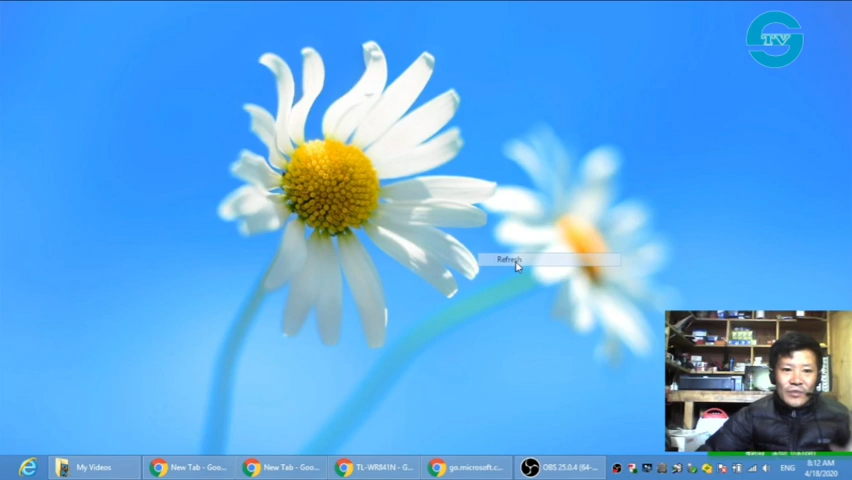 TV
Refresh
My Videos
New Tab - Goo...
New Tab - Goo...
TL-WR841N - G...
go.microsoft.c...
OBS 25.0.4 (64-...
ENG
8:12 AM
4/18/2020